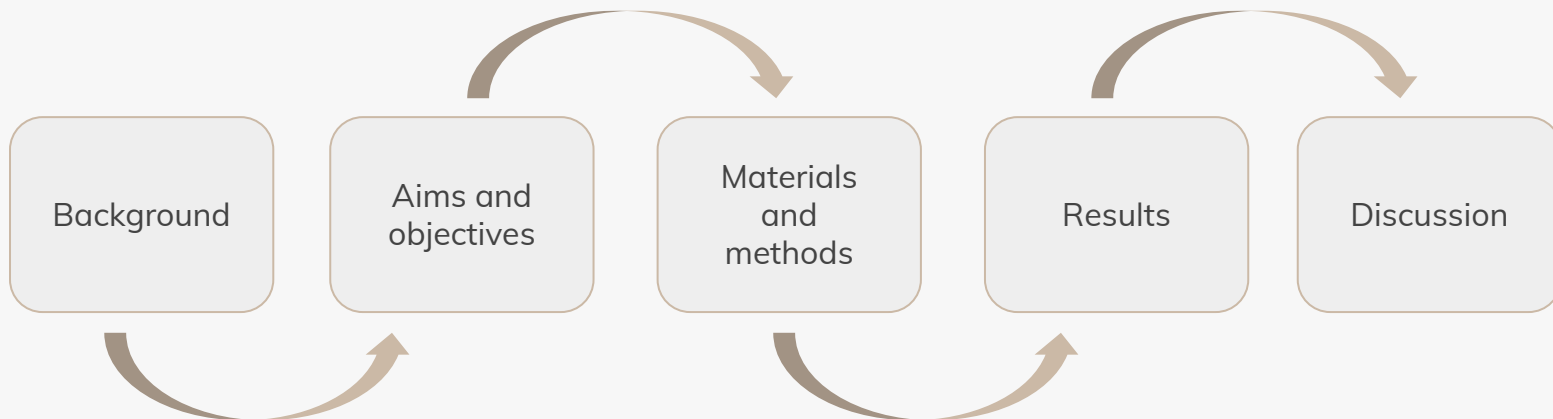 Background
Aims and
objectives
Materials
and
methods
Results
Discussion